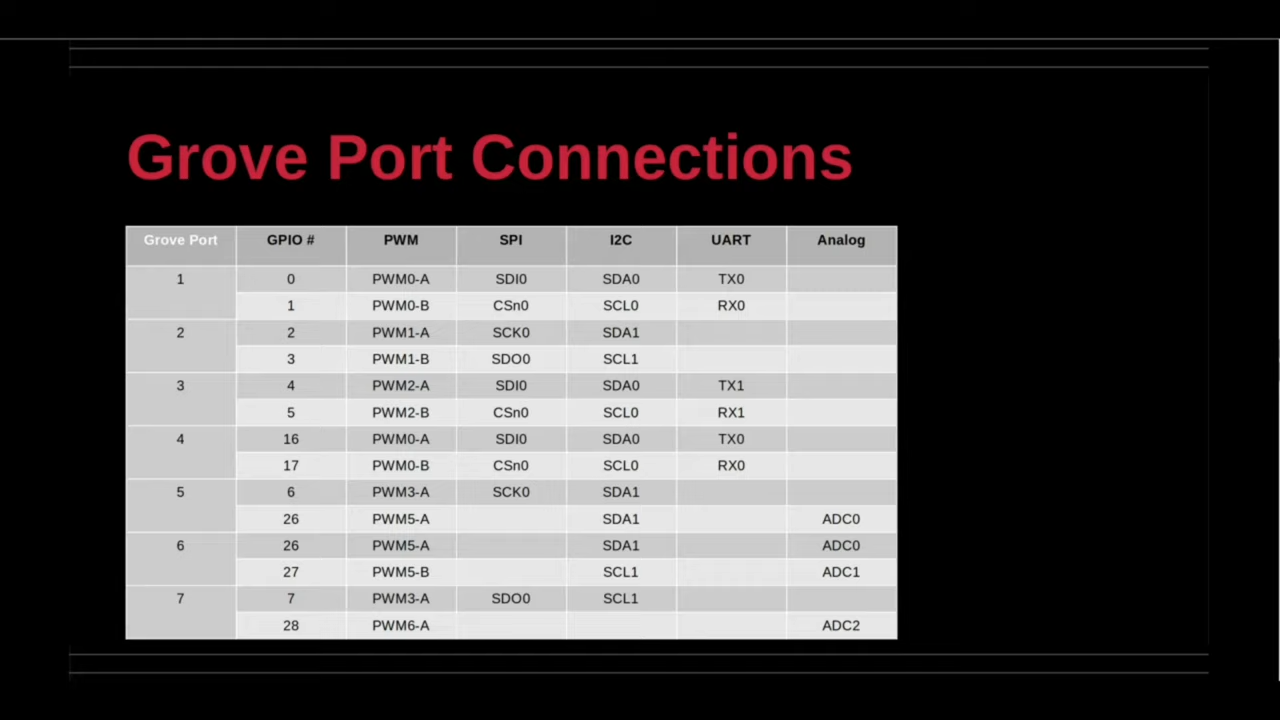 Grove Port Connections
Grove Port GPIO # PWM SPI I2C UART Analog
1 0 PWM0-A SDI0 SDA0 TX0
1 PWM0-B CSn0 SCL0 RX0
2 2 PWM1-A SCK0 SDA1
3 PWM1-B SDO0 SCL1
3 4 PWM2-A SDI0 SDA0 TX1
5 PWM2-B CSn0 SCL0 RX1
4 16 PWM0-A SDI0 SDA0 TX0
17 PWM0-B CSn0 SCL0 RX0
5 6 PWM3-A SCK0 SDA1
26 PWM5-A SDA1 ADC0
6 26 PWM5-A SDA1 ADC0
27 PWM5-B SCL1 ADC1
7 7 PWM3-A SDO0 SCL1
28 PWM6-A ADC2